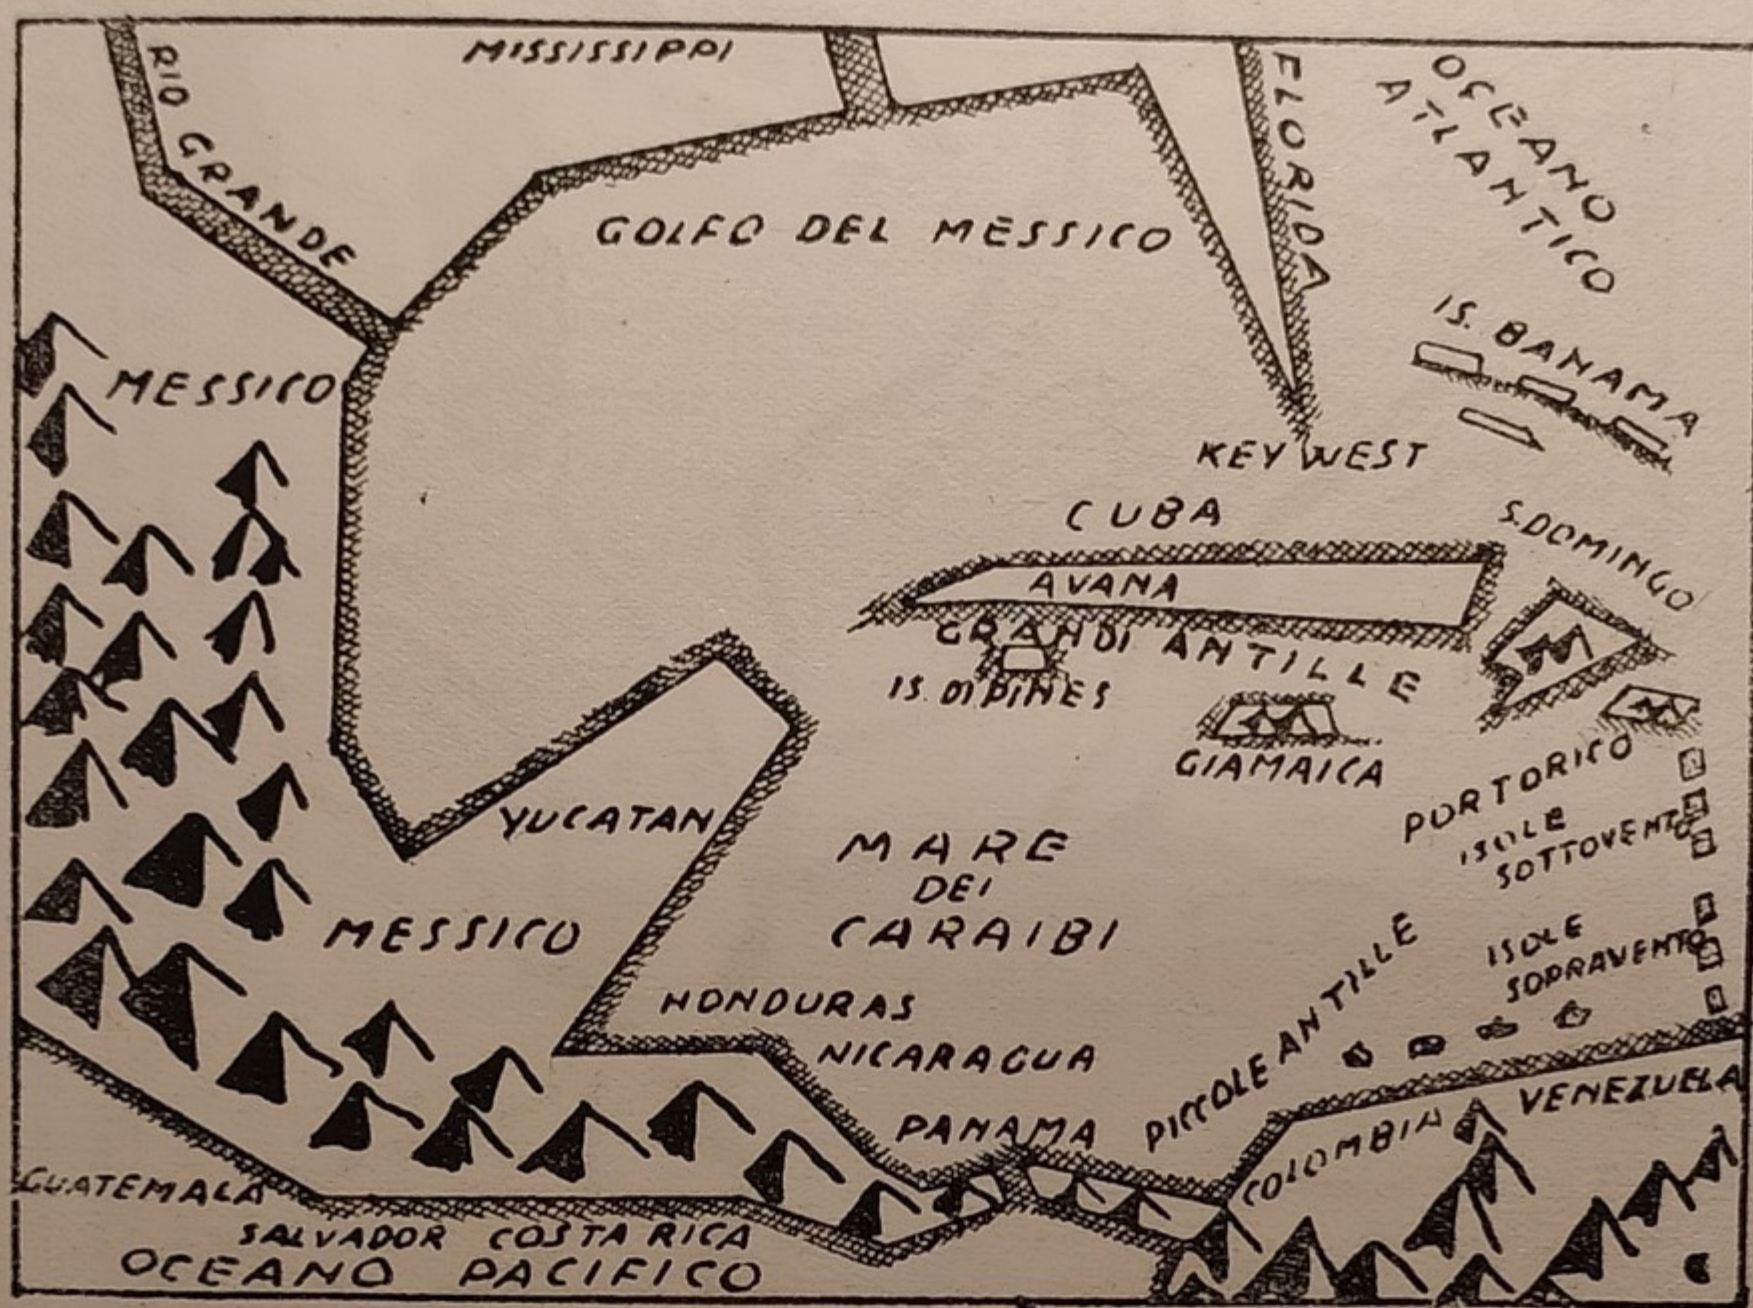 MISSISSIPPI
RIO GRANDE
FLORIDA
OCEANO
ATLANTICO
GOLFO DEL MESSICO
IS. BANAMA
MESSICO
KEY WEST
CUBA
S. DOMINGO
AVANA
GRANDI ANTILLE
IS. DI PINES
GIAMAICA
PORTORICO
YUCATAN
ISOLE
SOTTOVENTO
MARE
DEI
CARAIBI
MESSICO
ISOLE
SOPRAVENTO
PICCOLE ANTILLE
HONDURAS
NICARAGUA
PANAMA
COLOMBIA
VENEZUELA
GUATEMALA
SALVADOR COSTA RICA
OCEANO PACIFICO